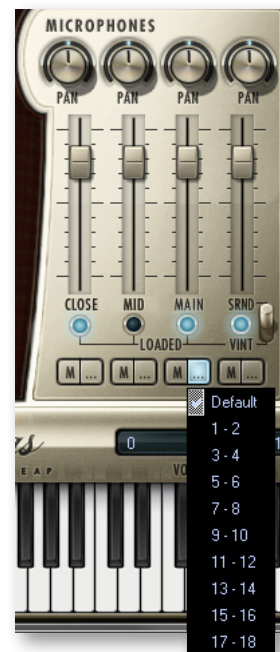 MICROPHONES
PAN PAN PAN PAN
CLOSE MID MAIN SRND
LOADED VINT
M ... M ... M ... M ...
Default
1 - 2
0
3 - 4
E A P
5 - 6
7 - 8
9 - 10
11 - 12
13 - 14
15 - 16
17 - 18